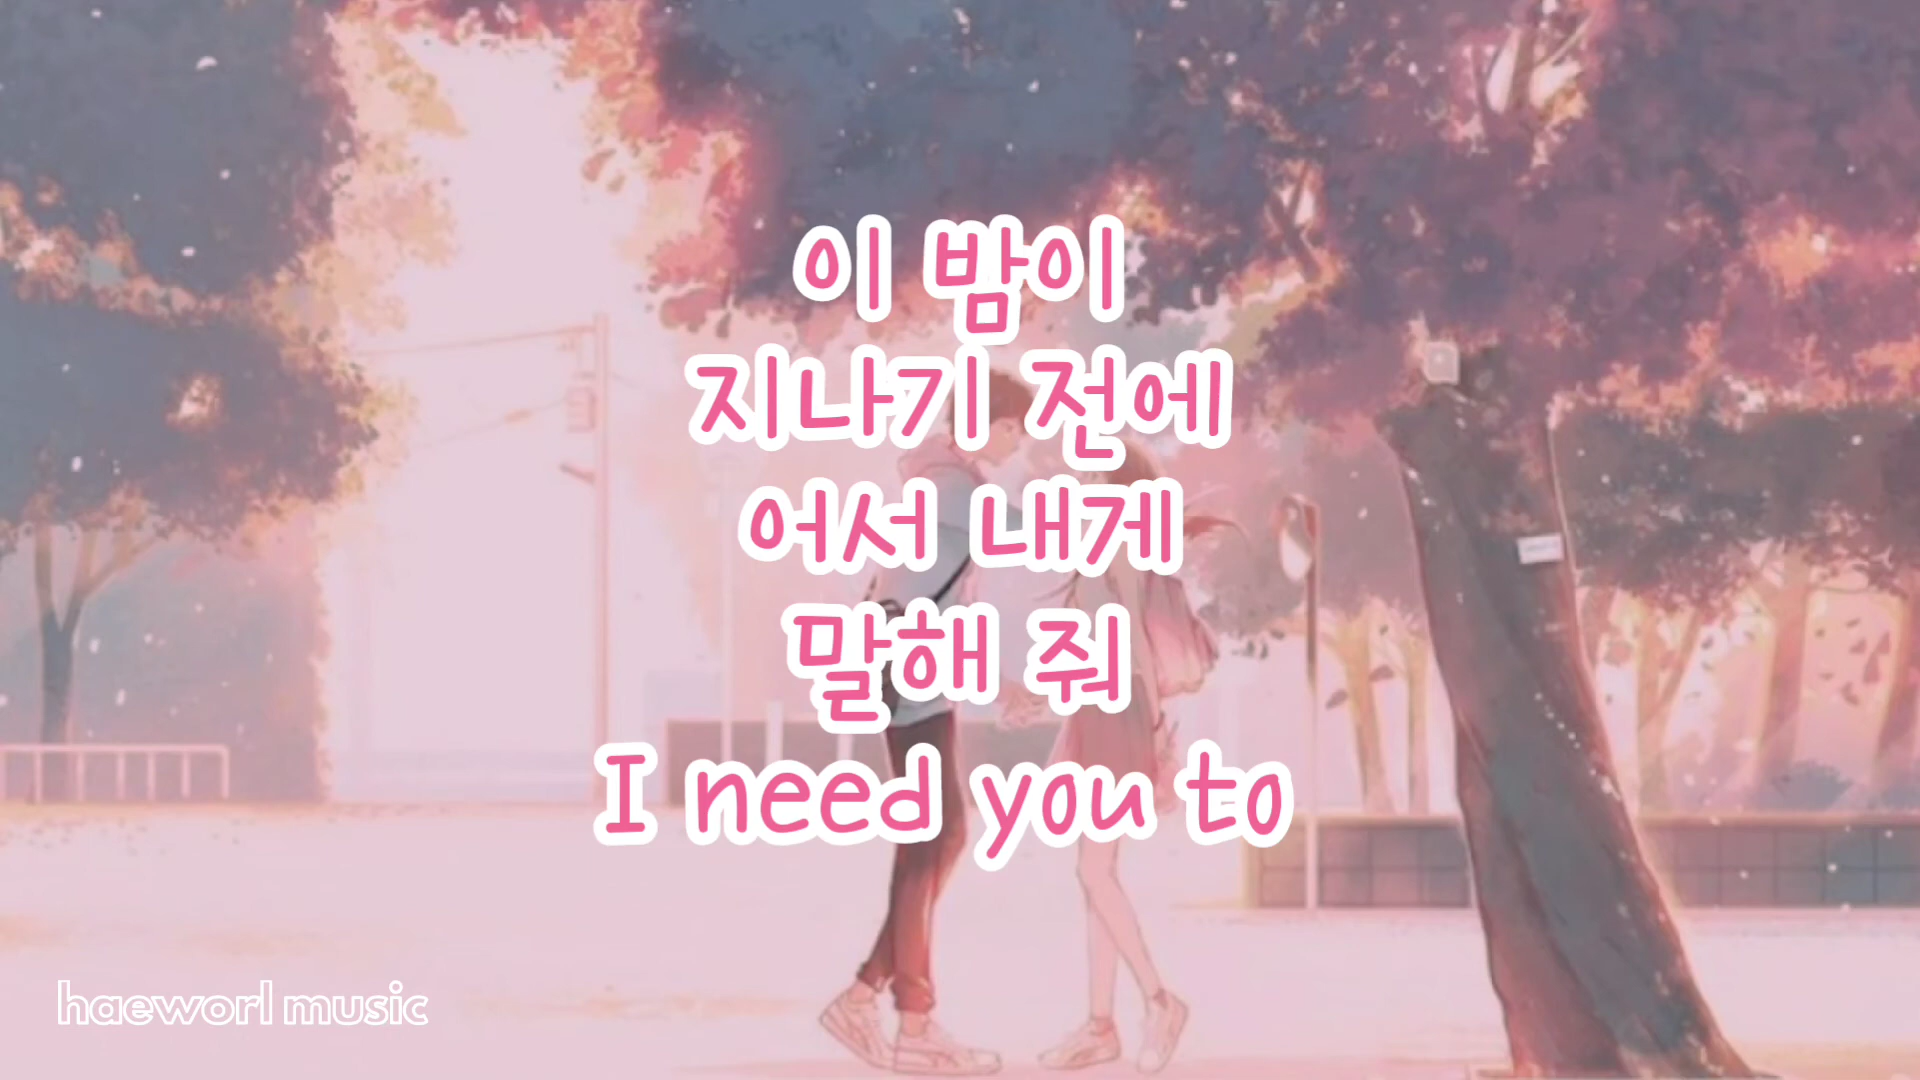 이 밤이
지나기 전에
어서 내게
말해 줘
I need you to
haeworl music